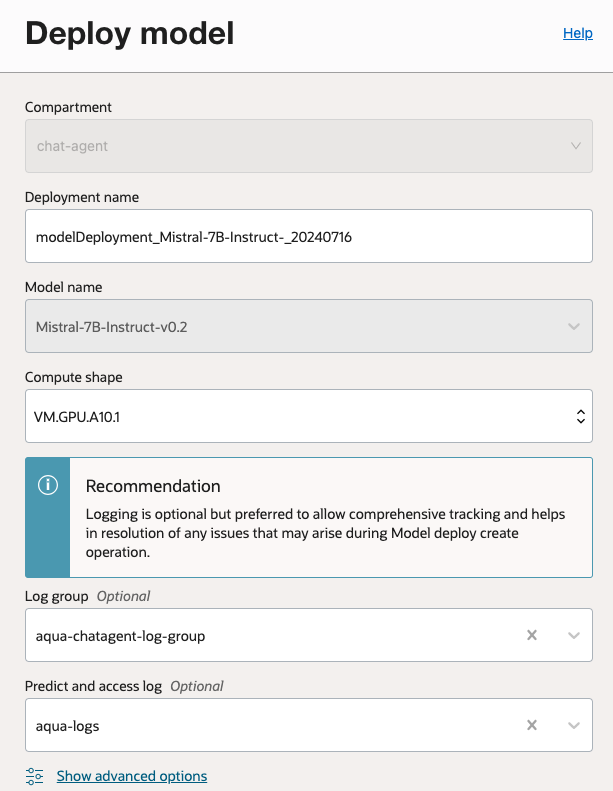 Deploy model
Help
Compartment
chat-agent
Deployment name
modelDeployment_Mistral-7B-Instruct-_20240716
Model name
Mistral-7B-Instruct-v0.2
Compute shape
VM.GPU.A10.1
Recommendation
Logging is optional but preferred to allow comprehensive tracking and helps
in resolution of any issues that may arise during Model deploy create
operation.
Log group Optional
aqua-chatagent-log-group
Predict and access log Optional
aqua-logs
Show advanced options